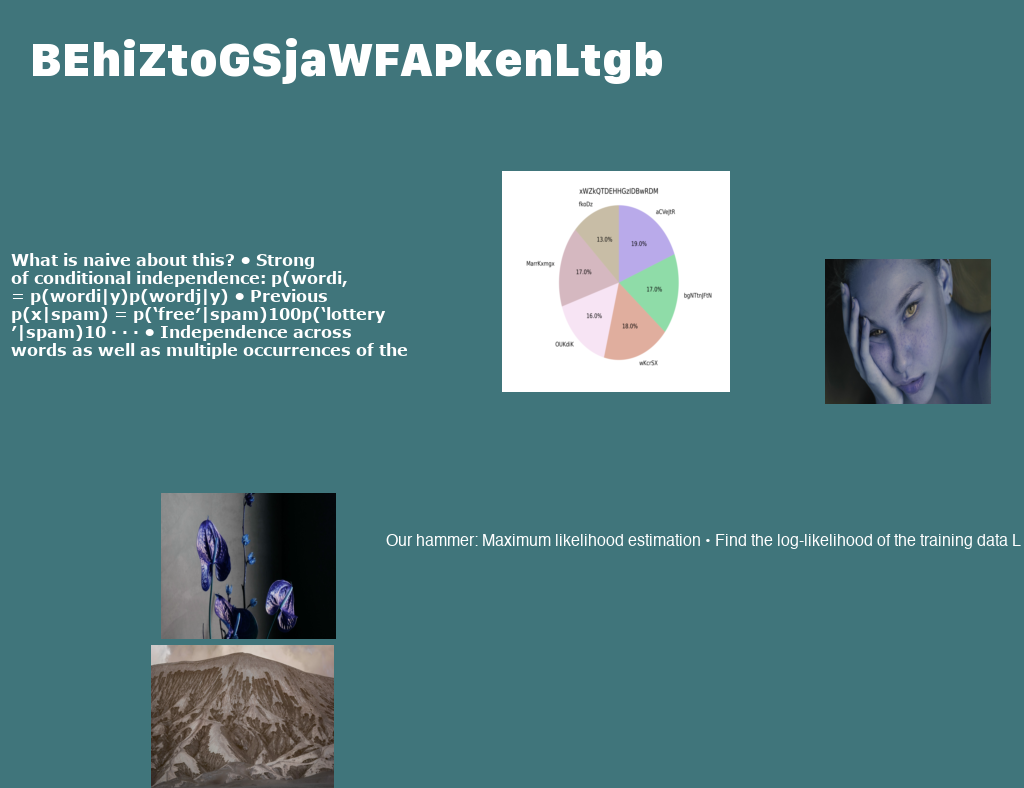 BEhiZtoGSjaWFAPkenLtgb
What is naive about this? • Strong
of conditional independence: p(wordi,
= p(wordi|y)p(wordj|y) • Previous
p(x|spam) = p(‘free’|spam)100p(‘lottery
’|spam)10 · · · • Independence across
words as well as multiple occurrences of the
xWZkQTDEHHGzIDBwRDM
fkoDz
aCVejtR
13.0%
19.0%
MarrKxmgx
17.0%
17.0%
bgNTtnJFtN
16.0%
18.0%
OUKdiK
wKcrSX
Our hammer: Maximum likelihood estimation • Find the log-likelihood of the training data L